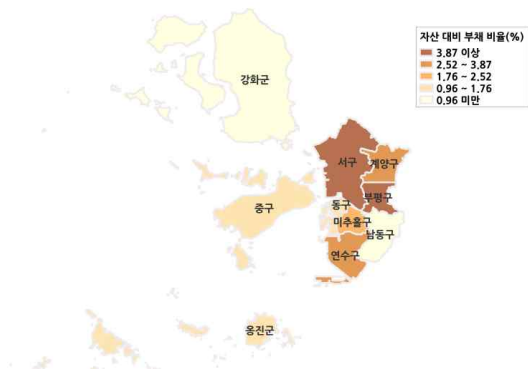 자산 대비 부채 비율(%)
3.87 이상
2.52 ~ 3.87
1.76 ~ 2.52
0.96 ~ 1.76
0.96 미만
강화군
서구
계양구
부평구
중구
동구
미추홀구
남동구
연수구
옹진군